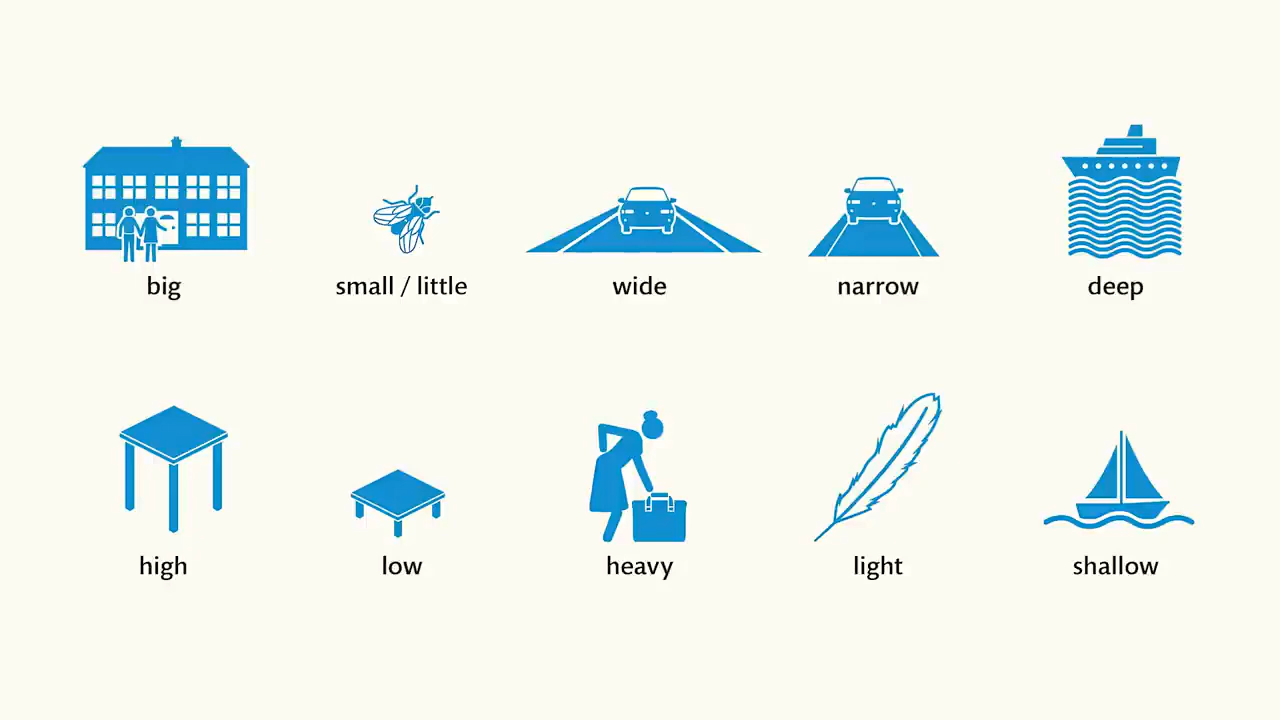 big
small / little
wide
narrow
deep
high
low
heavy
light
shallow